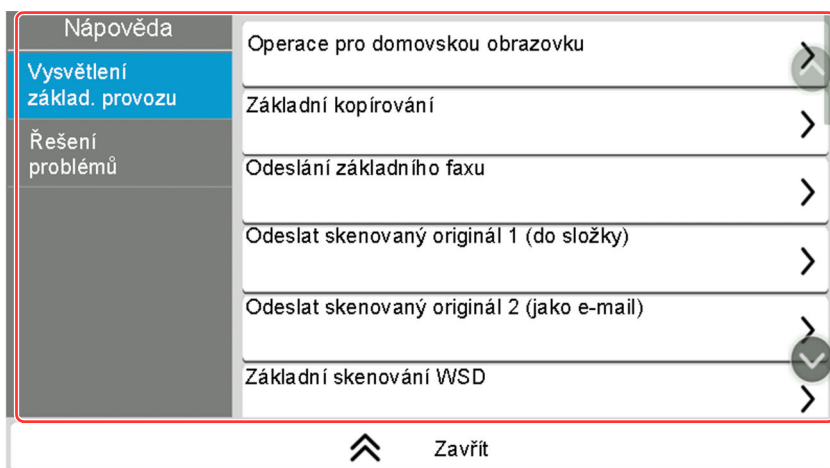 Nápověda
Vysvětlení
základ. provozu
Řešení
problémů
Operace pro domovskou obrazovku
Základní kopírování
Odeslání základního faxu
Odeslat skenovaný originál 1 (do složky)
Odeslat skenovaný originál 2 (jako e-mail)
Základní skenování WSD
Zavřít